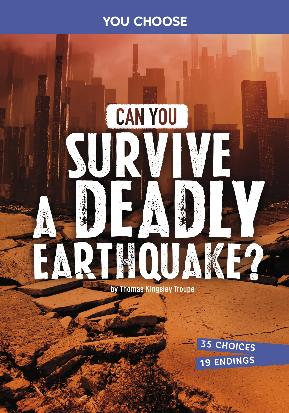 YOU CHOOSE
CAN YOU
SURVIVE
A DEADLY
EARTHQUAKE?
by Thomas Kingsley Troupe
35 CHOICES
19 ENDINGS